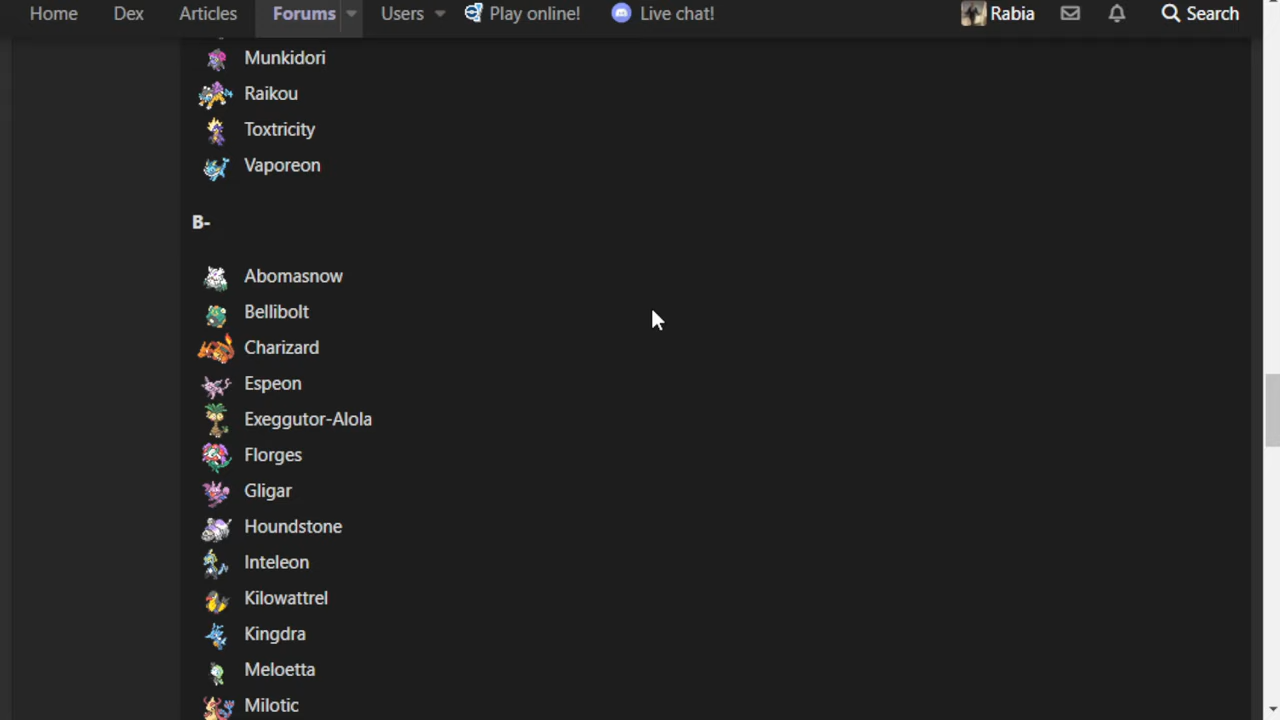 Home Dex Articles Forums Users Play online! Live chat! Rabia Search
Munkidori
Raikou
Toxtricity
Vaporeon
B-
Abomasnow
Bellibolt
Charizard
Espeon
Exeggutor-Alola
Florges
Gligar
Houndstone
Inteleon
Kilowattrel
Kingdra
Meloetta
Milotic